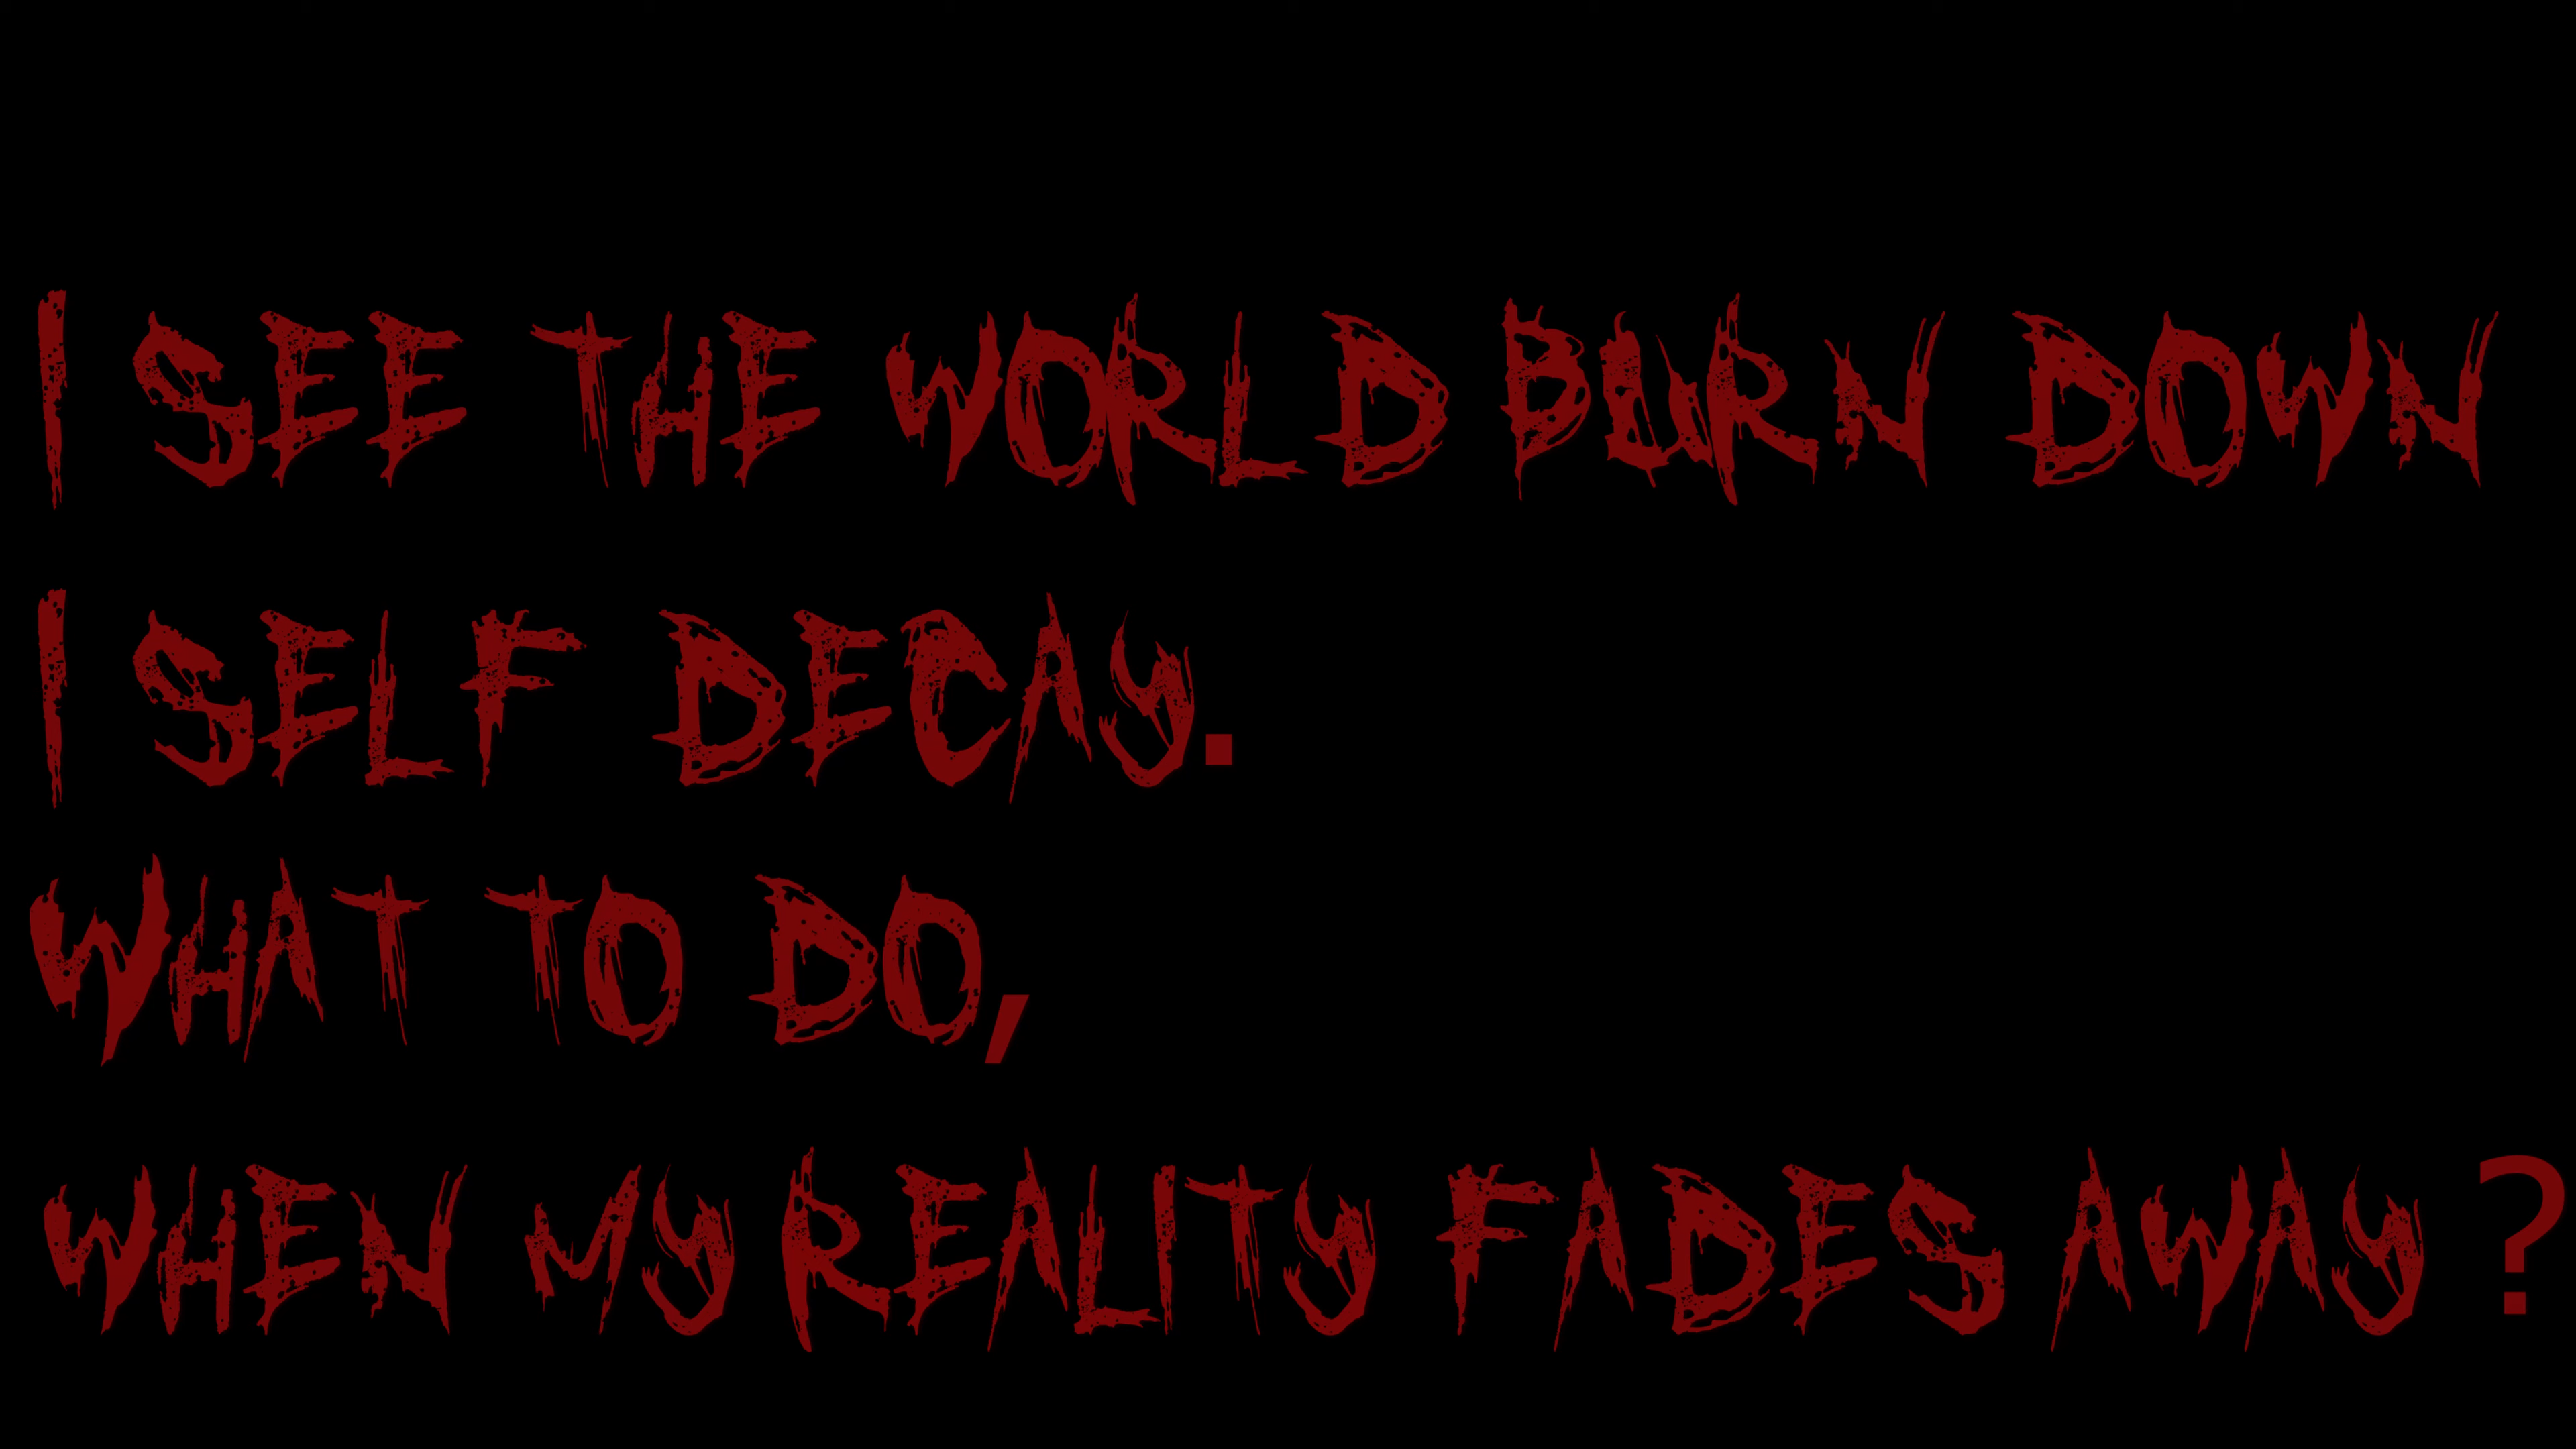 I SEE THE WORLD BURN DOWN
I SELF DECAY.
WHAT TO DO,
WHEN MY REALITY FADES AWAY ?